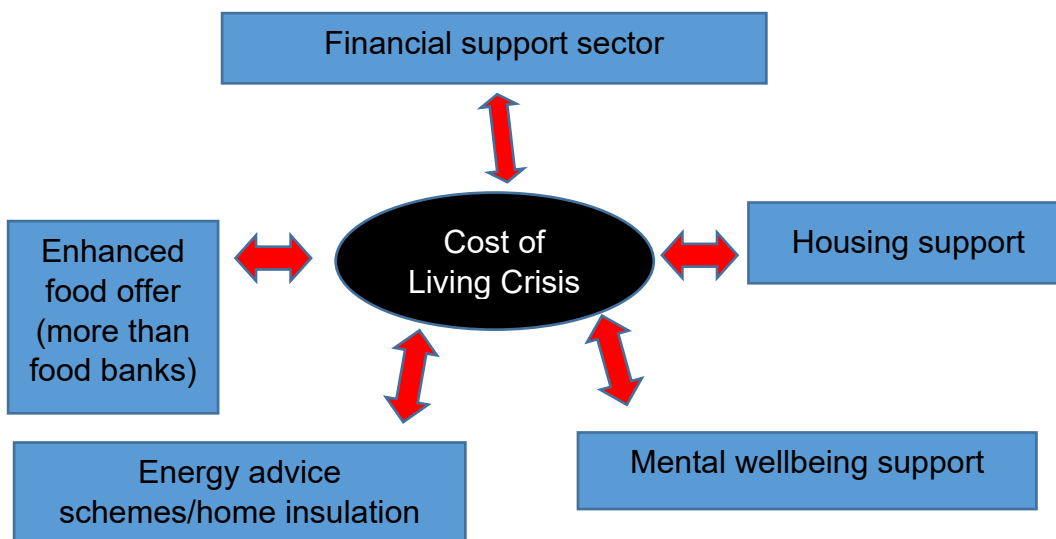 Financial support sector
Enhanced
food offer
(more than
food banks)
Cost of
Living Crisis
Housing support
Energy advice
schemes/home insulation
Mental wellbeing support